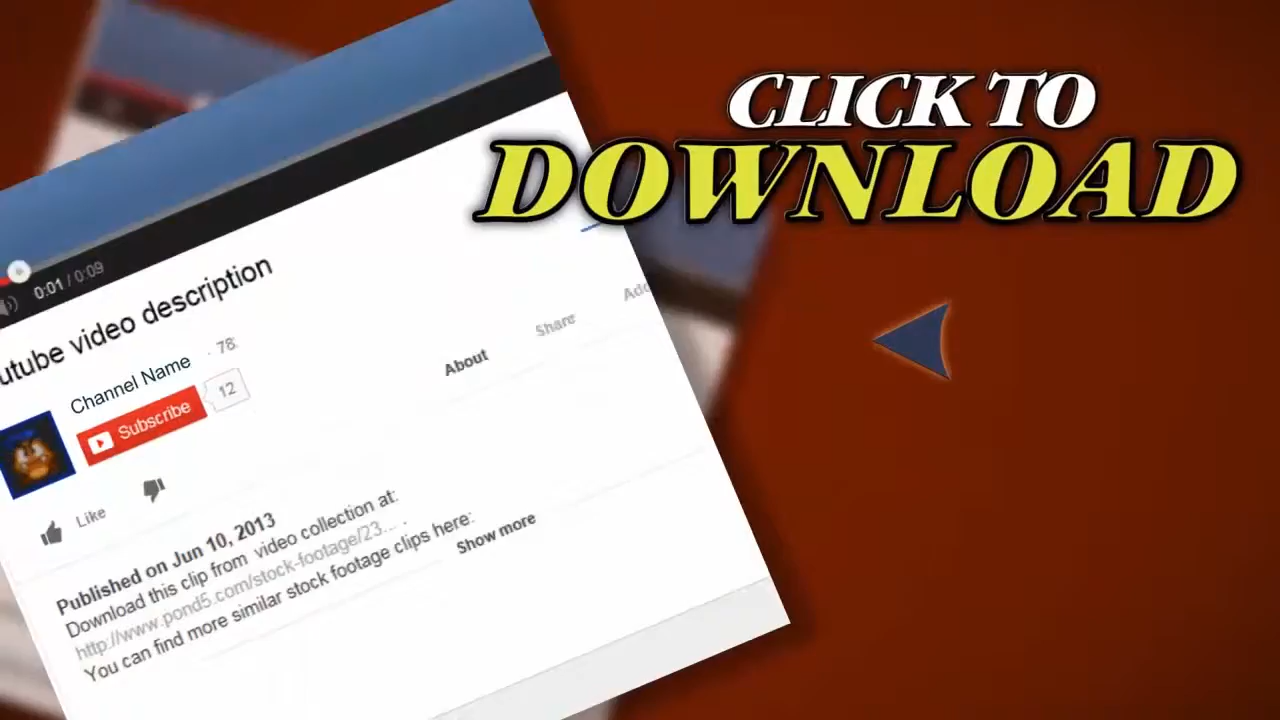 CLICK TO
DOWNLOAD
0:01 / 0:09
utube video description
Channel Name · 78
Subscribe 12
About Share Add
Like
Published on Jun 10, 2013
Download this clip from video collection at:
http://www.pond5.com/stock-footage/23...
You can find more similar stock footage clips here:
Show more